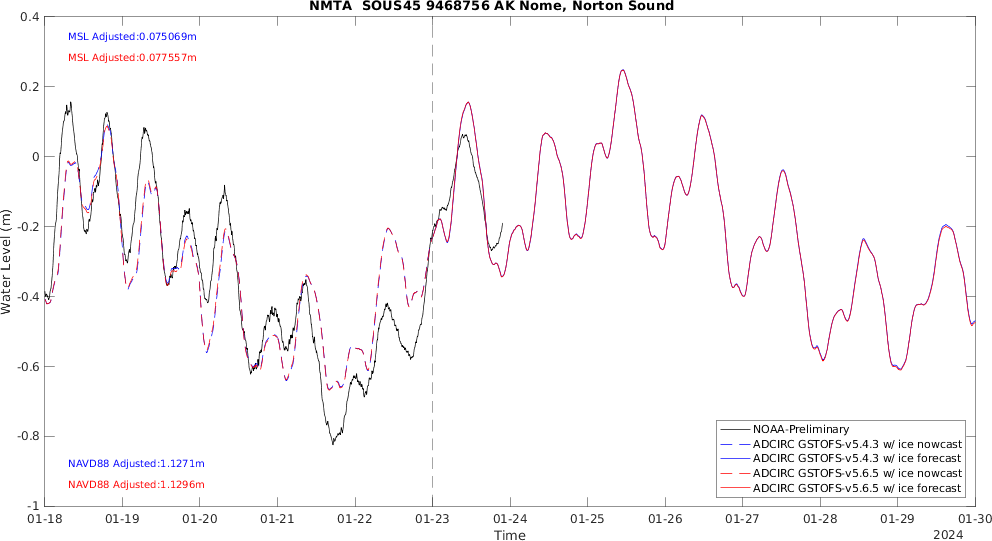 NMTA  SOUS45 9468756 AK Nome, Norton Sound
MSL Adjusted:0.075069m
MSL Adjusted:0.077557m
NAVD88 Adjusted:1.1271m
NAVD88 Adjusted:1.1296m
Water Level (m)
0.4
0.2
0
-0.2
-0.4
-0.6
-0.8
-1
NOAA-Preliminary
ADCIRC GSTOFS-v5.4.3 w/ ice nowcast
ADCIRC GSTOFS-v5.4.3 w/ ice forecast
ADCIRC GSTOFS-v5.6.5 w/ ice nowcast
ADCIRC GSTOFS-v5.6.5 w/ ice forecast
01-18 01-19 01-20 01-21 01-22 01-23 01-24 01-25 01-26 01-27 01-28 01-29 01-30
Time
2024